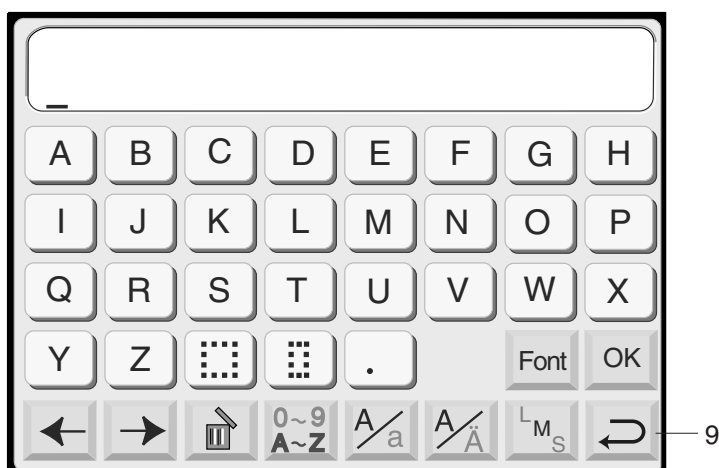 A B C D E F G H
I J K L M N O P
Q R S T U V W X
Y Z . Font OK
0~9 A/a A/Ä L M S 9
A~Z